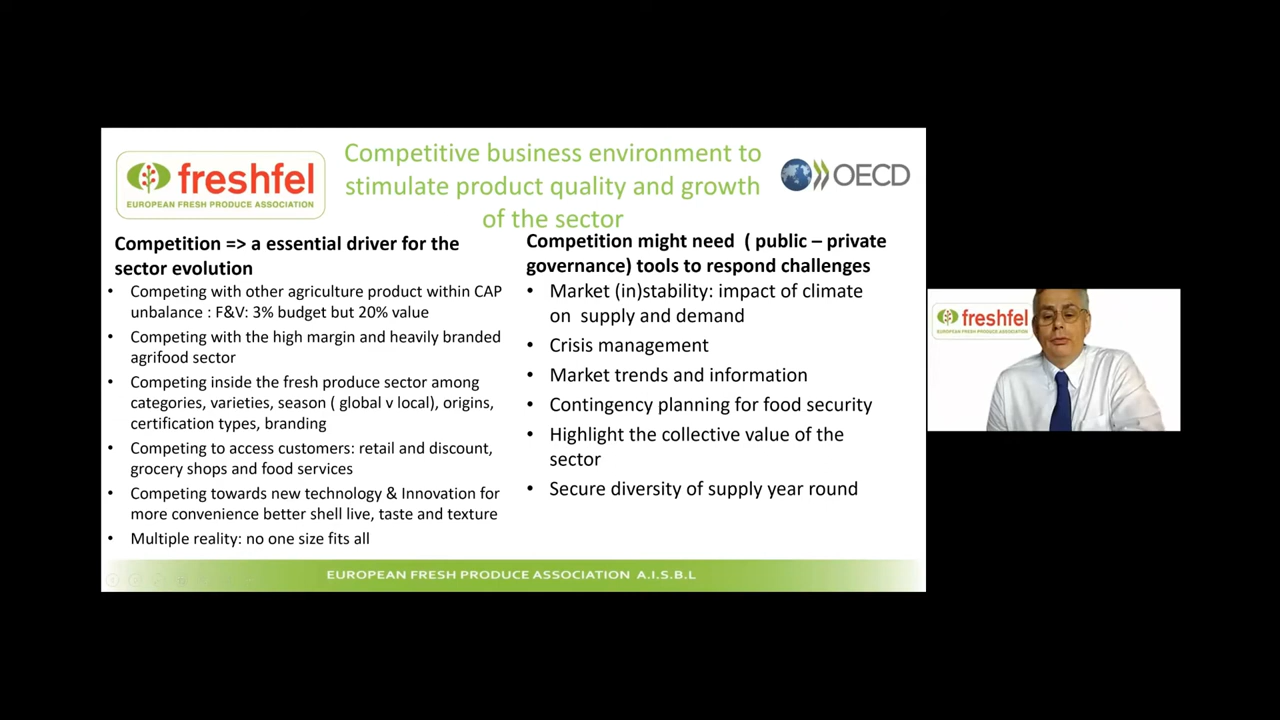 freshfel
EUROPEAN FRESH PRODUCE ASSOCIATION
Competitive business environment to
stimulate product quality and growth
of the sector
OECD
Competition => a essential driver for the
sector evolution
• Competing with other agriculture product within CAP
unbalance : F&V: 3% budget but 20% value
• Competing with the high margin and heavily branded
agrifood sector
• Competing inside the fresh produce sector among
categories, varieties, season ( global v local), origins,
certification types, branding
• Competing to access customers: retail and discount,
grocery shops and food services
• Competing towards new technology & Innovation for
more convenience better shell live, taste and texture
• Multiple reality: no one size fits all
Competition might need ( public – private
governance) tools to respond challenges
• Market (in)stability: impact of climate
on supply and demand
• Crisis management
• Market trends and information
• Contingency planning for food security
• Highlight the collective value of the
sector
• Secure diversity of supply year round
EUROPEAN FRESH PRODUCE ASSOCIATION A.I.S.B.L
freshfel
EUROPEAN FRESH PRODUCE ASSOCIATION